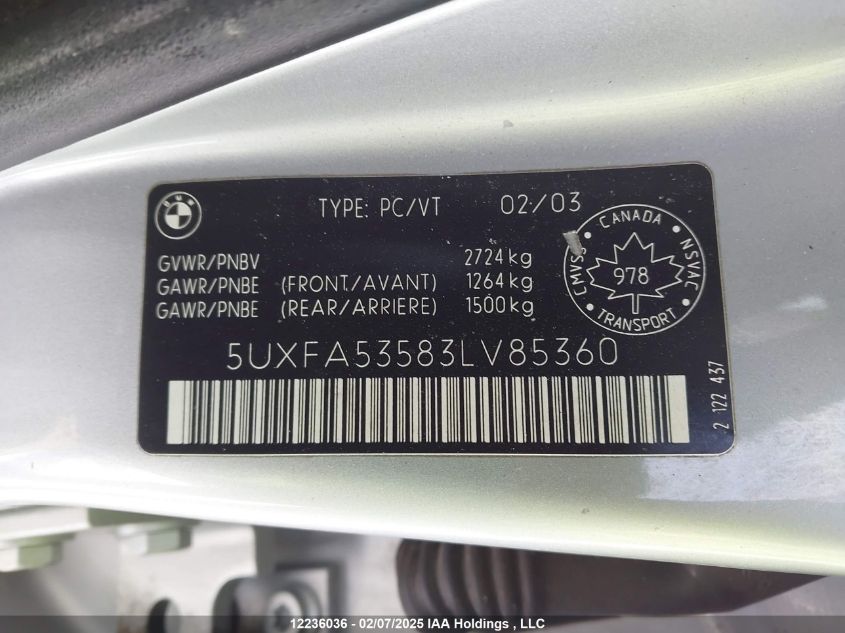 BMW
TYPE: PC/VT 02/03
GVWR/PNBV 2724kg
GAWR/PNBE (FRONT/AVANT) 1264kg
GAWR/PNBE (REAR/ARRIERE) 1500kg
CANADA
CMVSS NSVAC
978
TRANSPORT
5UXFA53583LV85360
2 122 437
12236036 - 02/07/2025 IAA Holdings , LLC